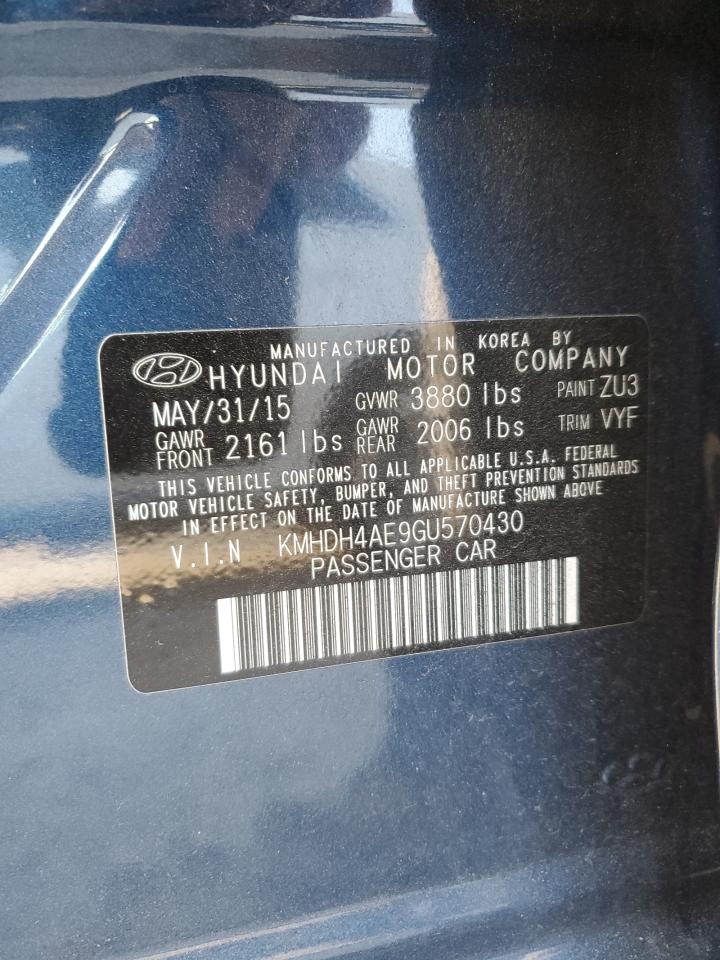 MANUFACTURED IN KOREA BY
HYUNDAI MOTOR COMPANY
MAY/31/15 GVWR 3880 lbs PAINT ZU3
GAWR FRONT 2161 lbs GAWR REAR 2006 lbs TRIM VYF
THIS VEHICLE CONFORMS TO ALL APPLICABLE U.S.A. FEDERAL
MOTOR VEHICLE SAFETY, BUMPER, AND THEFT PREVENTION STANDARDS
IN EFFECT ON THE DATE OF MANUFACTURE SHOWN ABOVE
V.I.N KMHDH4AE9GU570430
PASSENGER CAR